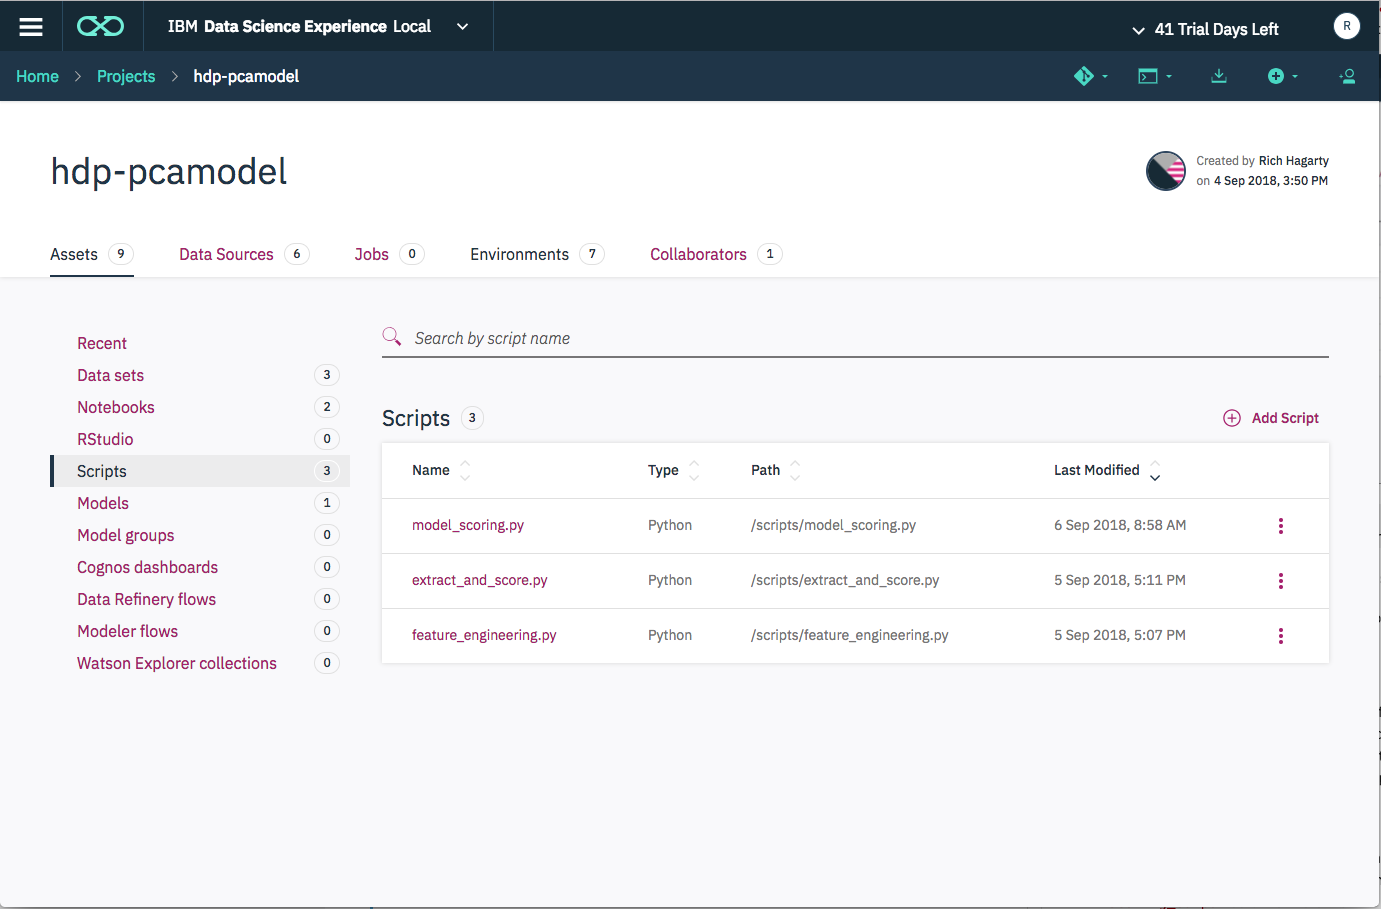 IBM Data Science Experience Local
41 Trial Days Left
R
Home > Projects > hdp-pcamodel
hdp-pcamodel
Created by Rich Hagarty
on 4 Sep 2018, 3:50 PM
Assets 9 Data Sources 6 Jobs 0 Environments 7 Collaborators 1
Recent
Data sets 3
Notebooks 2
RStudio 0
Scripts 3
Models 1
Model groups 0
Cognos dashboards 0
Data Refinery flows 0
Modeler flows 0
Watson Explorer collections 0
Search by script name
Scripts 3
Add Script
Name Type Path Last Modified
model_scoring.py Python /scripts/model_scoring.py 6 Sep 2018, 8:58 AM
extract_and_score.py Python /scripts/extract_and_score.py 5 Sep 2018, 5:11 PM
feature_engineering.py Python /scripts/feature_engineering.py 5 Sep 2018, 5:07 PM